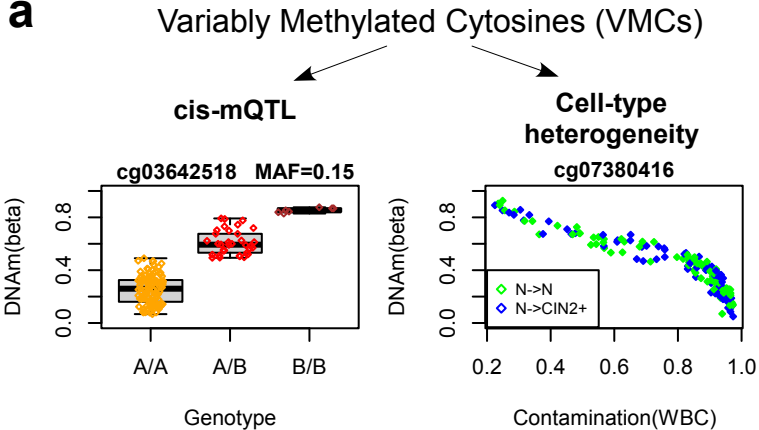 a
Variably Methylated Cytosines (VMCs)
cis-mQTL
cg03642518 MAF=0.15
DNAm(beta)
0.8
0.4
0.0
A/A A/B B/B
Genotype
Cell-type
heterogeneity
cg07380416
DNAm(beta)
0.8
0.4
0.0
N->N
N->CIN2+
0.2 0.4 0.6 0.8 1.0
Contamination(WBC)